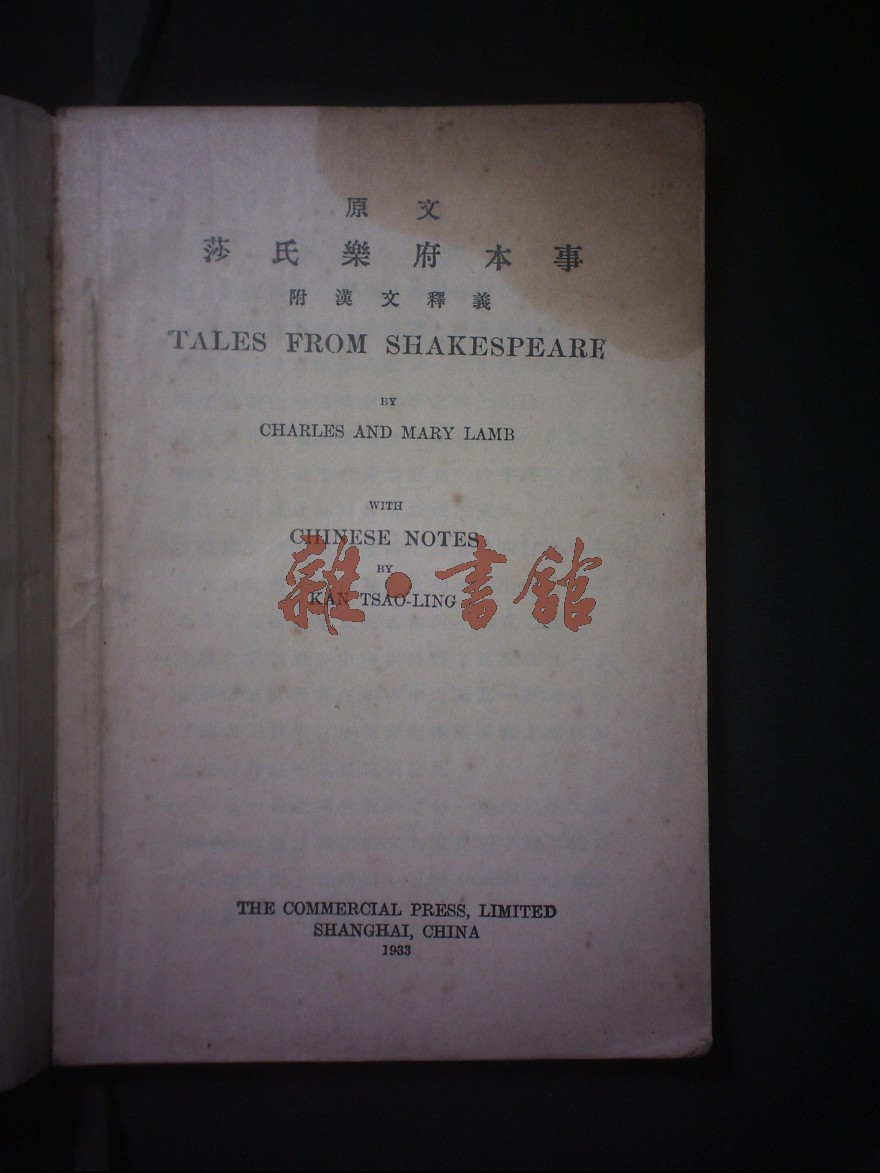 原文
莎氏樂府本事
附漢文釋義
TALES FROM SHAKESPEARE
BY
CHARLES AND MARY LAMB
WITH
CHINESE NOTES
BY
KAN TSAO-LING
雜·書館
THE COMMERCIAL PRESS, LIMITED
SHANGHAI, CHINA
1933